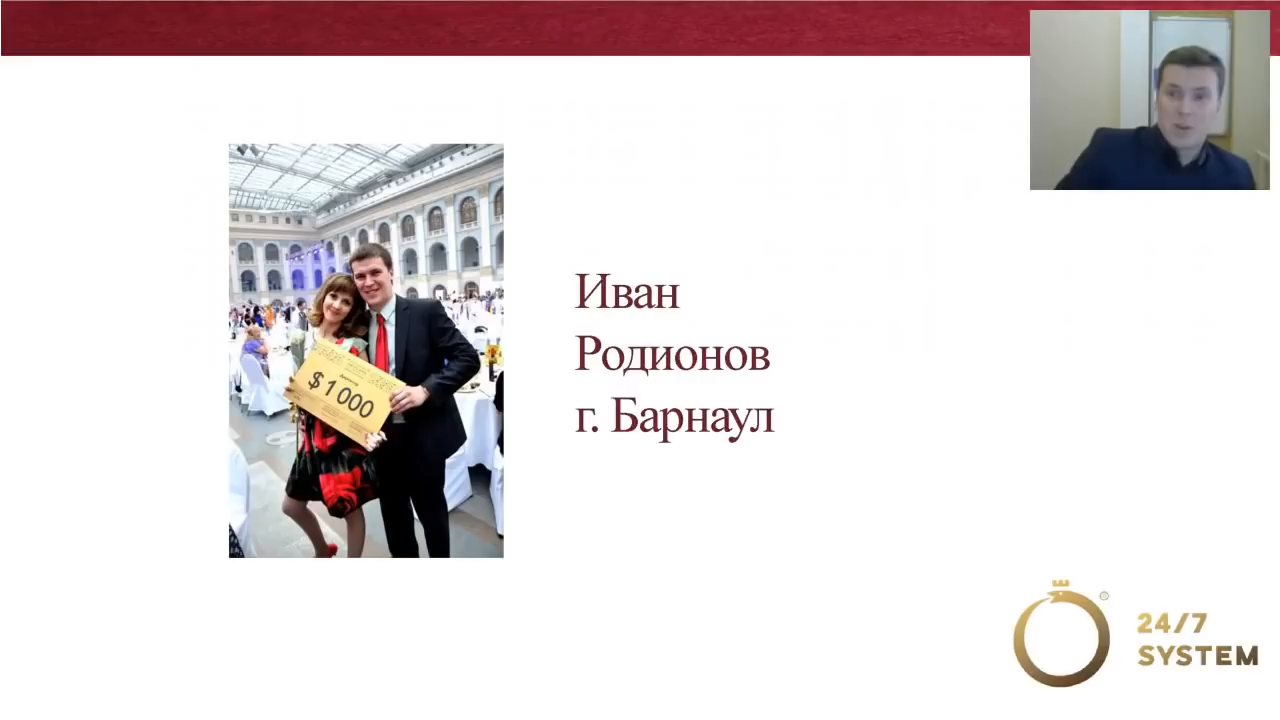 Иван
Родионов
г. Барнаул
$1000
24/7
SYSTEM